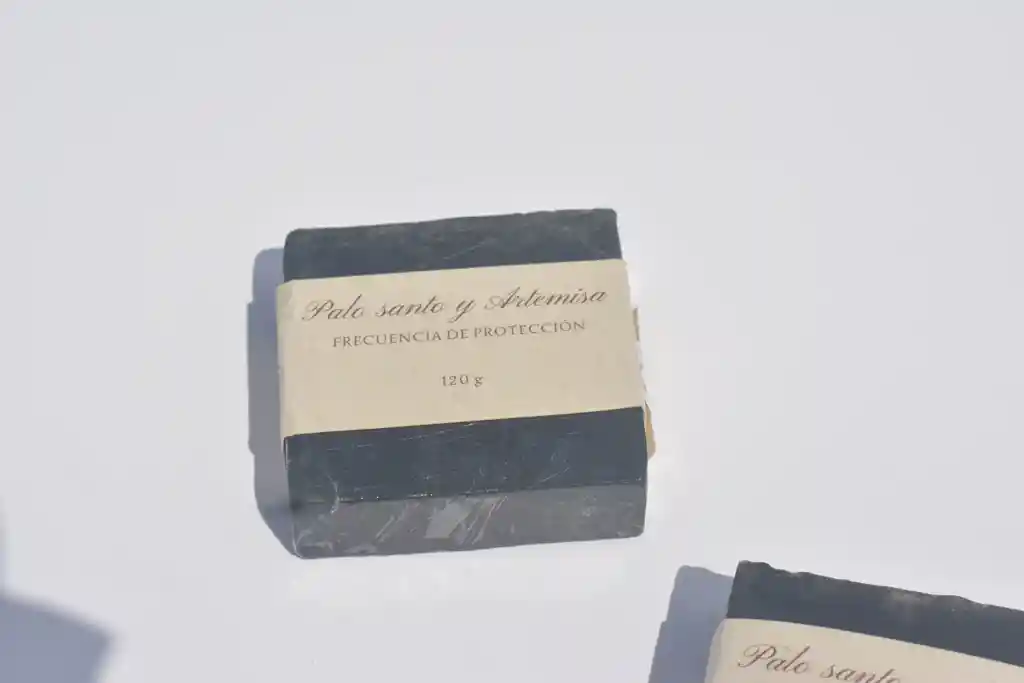 Palo santo y Artemisa
FRECUENCIA DE PROTECCIÓN
120 g
Palo santo